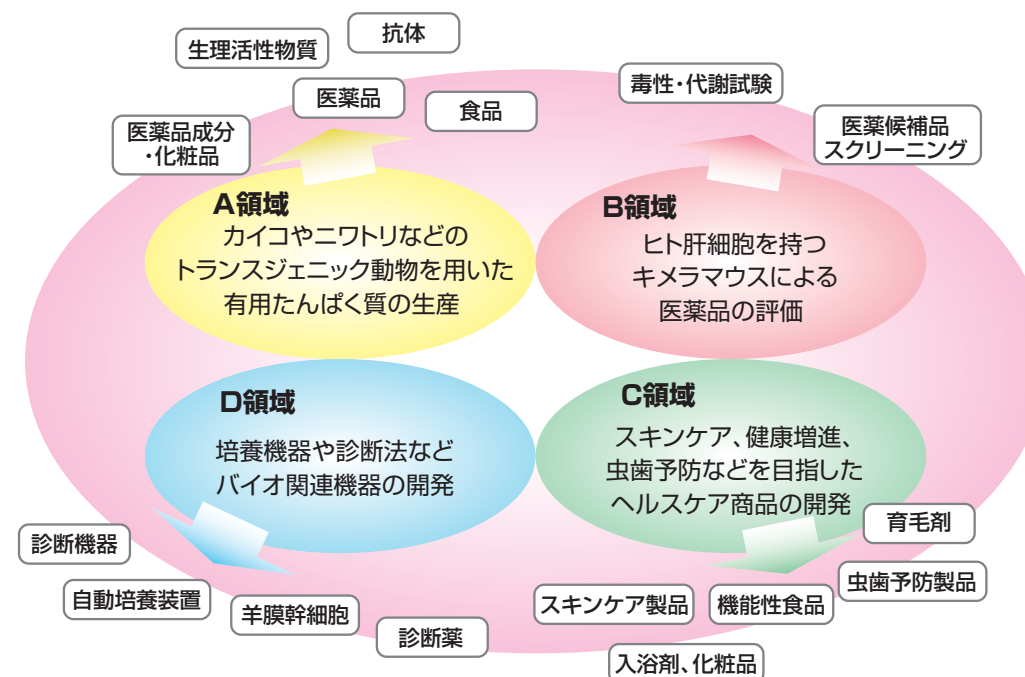 抗体
生理活性物質
医薬品
食品
医薬品成分
・化粧品
毒性・代謝試験
医薬候補品
スクリーニング
A領域
カイコやニワトリなどの
トランスジェニック動物を用いた
有用たんぱく質の生産
B領域
ヒト肝細胞を持つ
キメラマウスによる
医薬品の評価
D領域
培養機器や診断法など
バイオ関連機器の開発
C領域
スキンケア、健康増進、
虫歯予防などを目指した
ヘルスケア商品の開発
診断機器
自動培養装置
羊膜幹細胞
診断薬
育毛剤
虫歯予防製品
スキンケア製品
機能性食品
入浴剤、化粧品